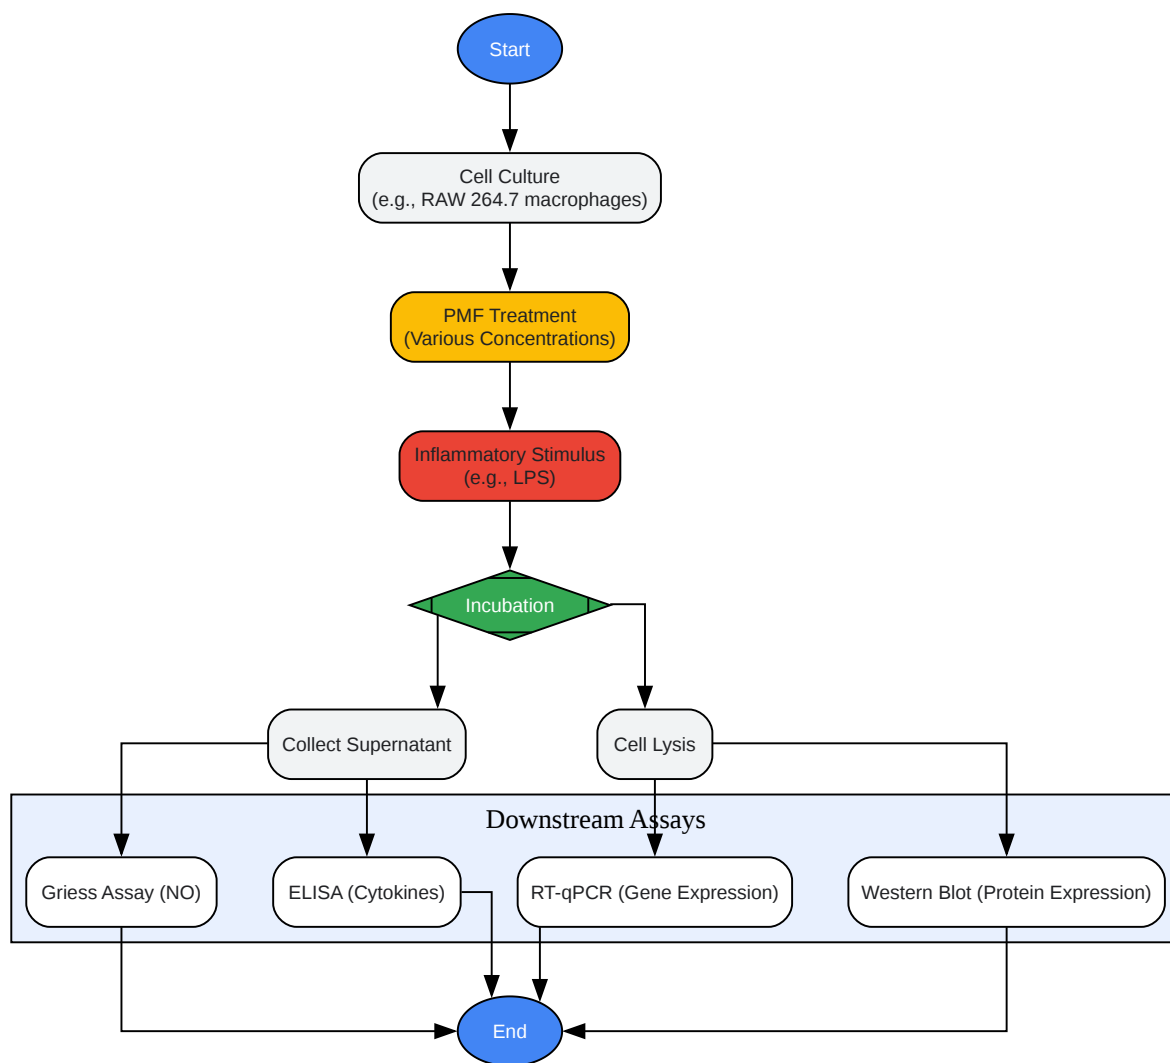 Start
Cell Culture
(e.g., RAW 264.7 macrophages)
PMF Treatment
(Various Concentrations)
Inflammatory Stimulus
(e.g., LPS)
Incubation
Collect Supernatant
Cell Lysis
Downstream Assays
Griess Assay (NO)
ELISA (Cytokines)
RT-qPCR (Gene Expression)
Western Blot (Protein Expression)
End